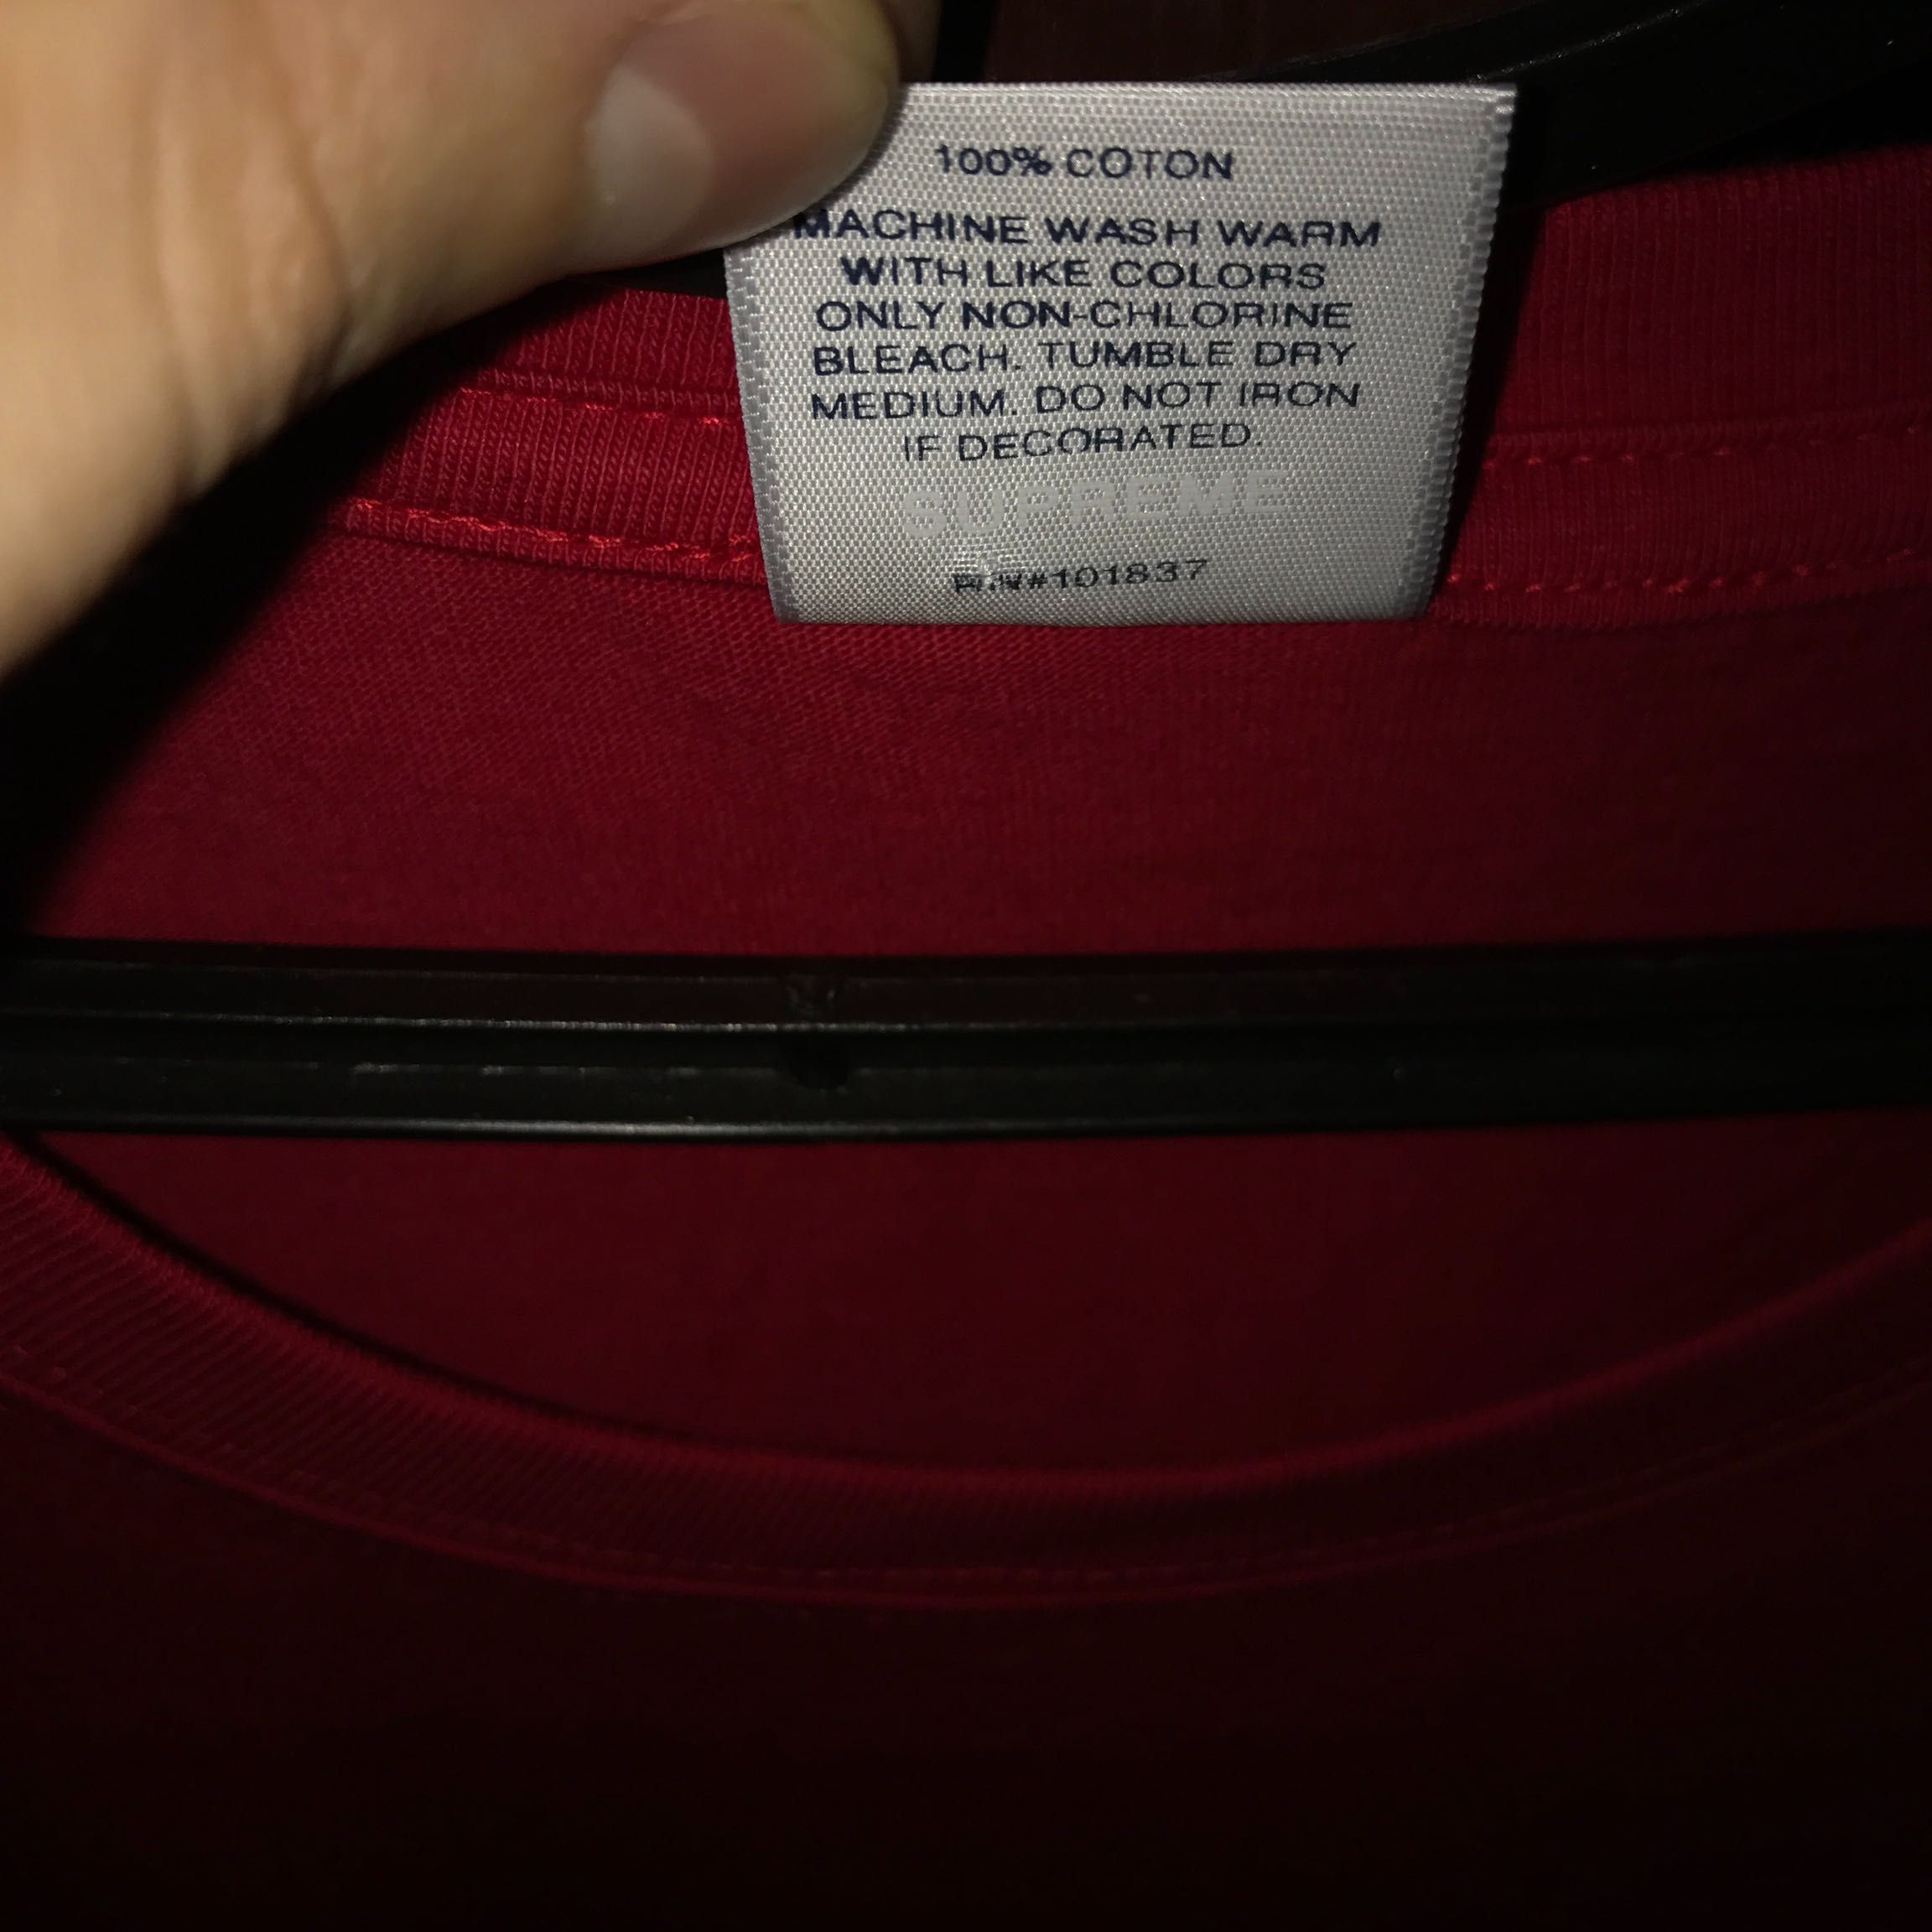 100% COTON
MACHINE WASH WARM
WITH LIKE COLORS
ONLY NON-CHLORINE
BLEACH. TUMBLE DRY
MEDIUM. DO NOT IRON
IF DECORATED.
SUPREME
#101837